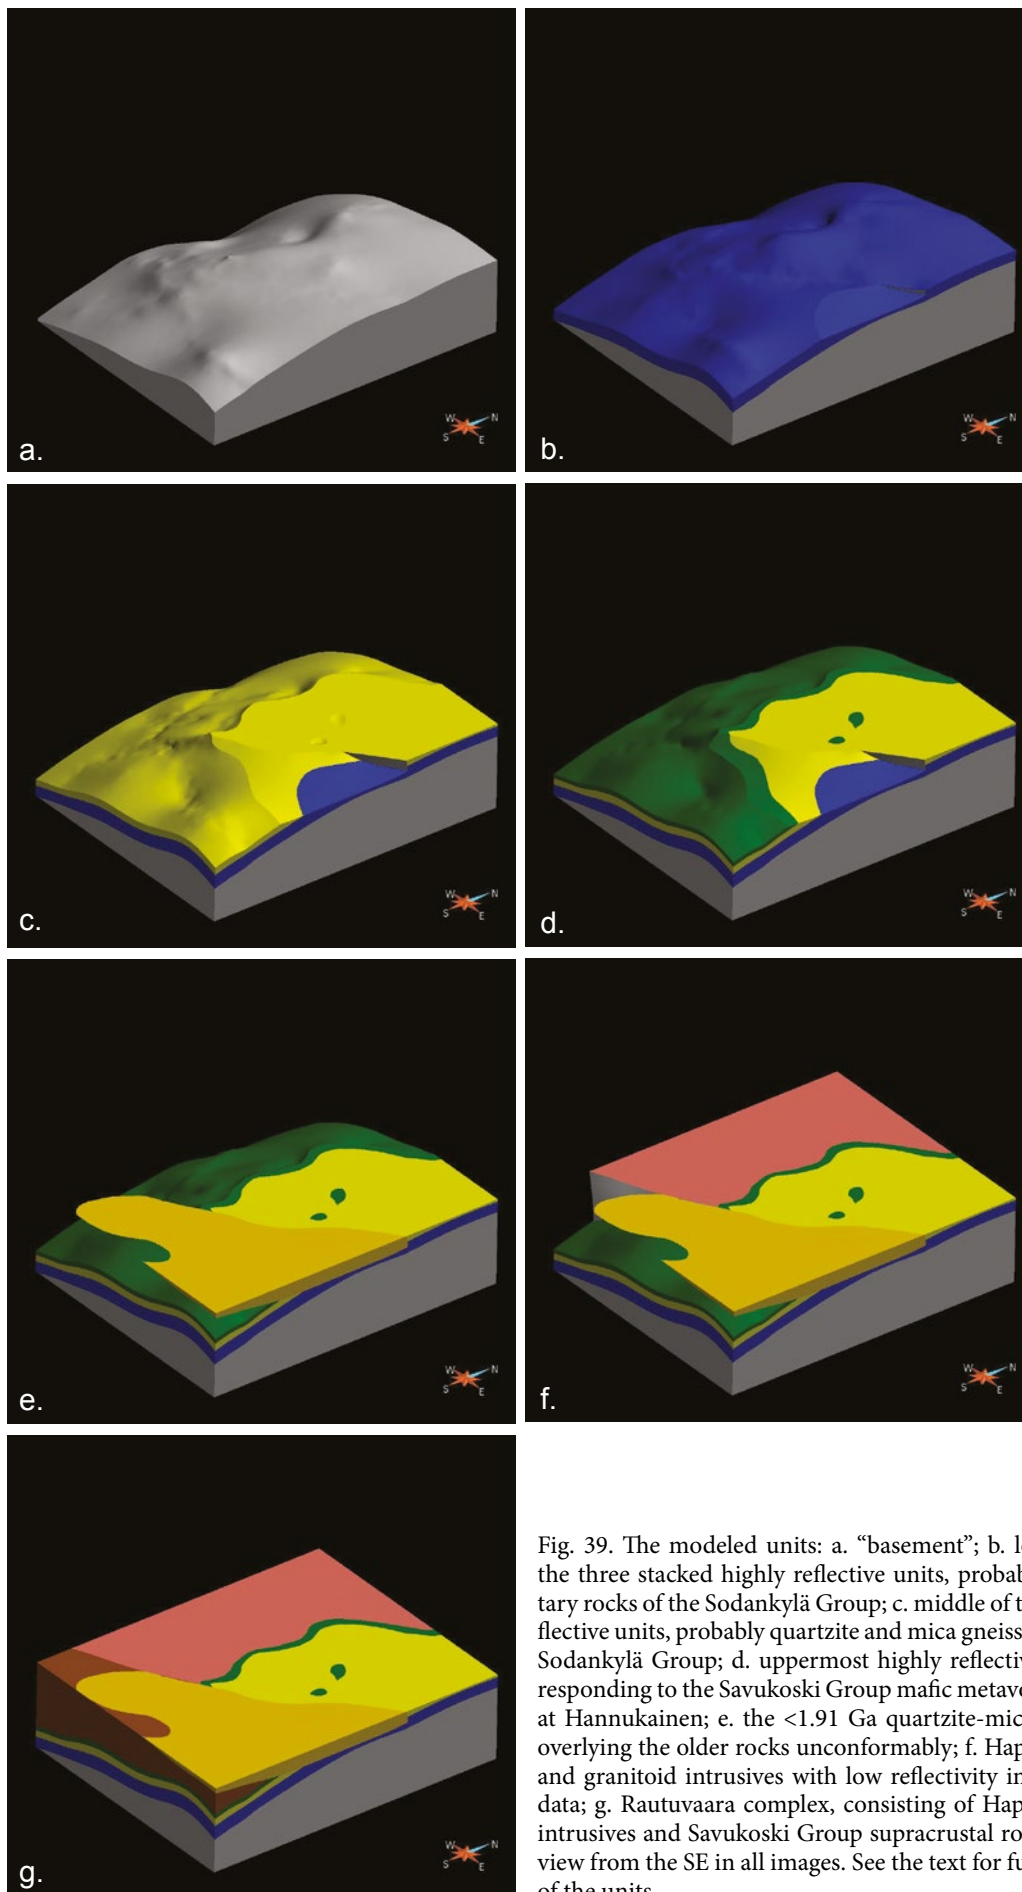 W N
S E
a.
W N
S E
b.
W N
S E
c.
W N
S E
d.
W N
S E
e.
W N
S E
f.
W N
S E
g.
Fig. 39. The modeled units: a. “basement”; b. l
the three stacked highly reflective units, probab
tary rocks of the Sodankylä Group; c. middle of t
flective units, probably quartzite and mica gneiss
Sodankylä Group; d. uppermost highly reflectiv
responding to the Savukoski Group mafic metavo
at Hannukainen; e. the <1.91 Ga quartzite-mic
overlying the older rocks unconformably; f. Hap
and granitoid intrusives with low reflectivity in
data; g. Rautuvaara complex, consisting of Hap
intrusives and Savukoski Group supracrustal ro
view from the SE in all images. See the text for fu
of the units